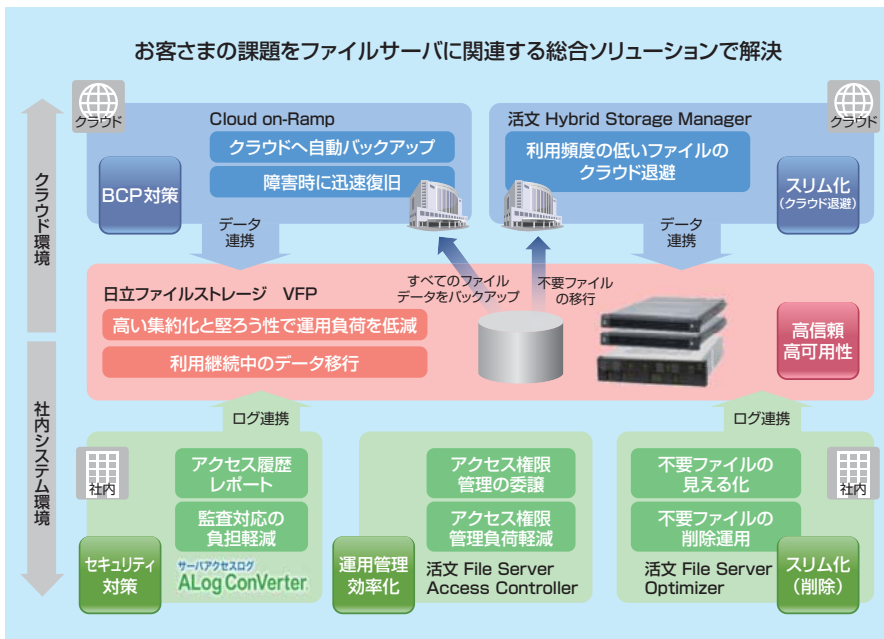 お客さまの課題をファイルサーバに関連する総合ソリューションで解決
クラウド環境
社内システム環境
クラウド
Cloud on-Ramp
クラウドへ自動バックアップ
障害時に迅速復旧
BCP対策
活文 Hybrid Storage Manager
クラウド
利用頻度の低いファイルの
クラウド退避
スリム化
(クラウド退避)
データ
連携
データ
連携
すべてのファイル
データをバックアップ
不要ファイル
の移行
日立ファイルストレージ VFP
高い集約化と堅ろう性で運用負荷を低減
利用継続中のデータ移行
高信頼
高可用性
ログ連携
ログ連携
社内
アクセス履歴
レポート
監査対応の
負担軽減
セキュリティ
対策
サーバアクセスログ
ALog ConVerter
アクセス権限
管理の委譲
アクセス権限
管理負荷軽減
運用管理
効率化
活文 File Server
Access Controller
不要ファイルの
見える化
不要ファイルの
削除運用
社内
活文 File Server
Optimizer
スリム化
(削除)